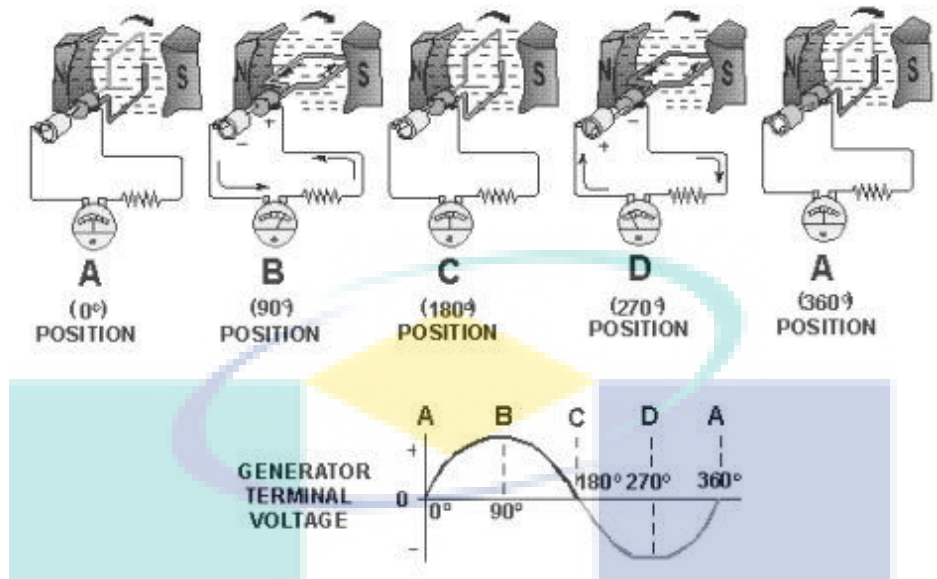 N S N S N S N S N S
+ - - +
A B C D A
(0°) (90°) (180°) (270°) (360°)
POSITION POSITION POSITION POSITION POSITION
A B C D A
+
GENERATOR
TERMINAL
VOLTAGE
0
0° 90° 180° 270° 360°
-